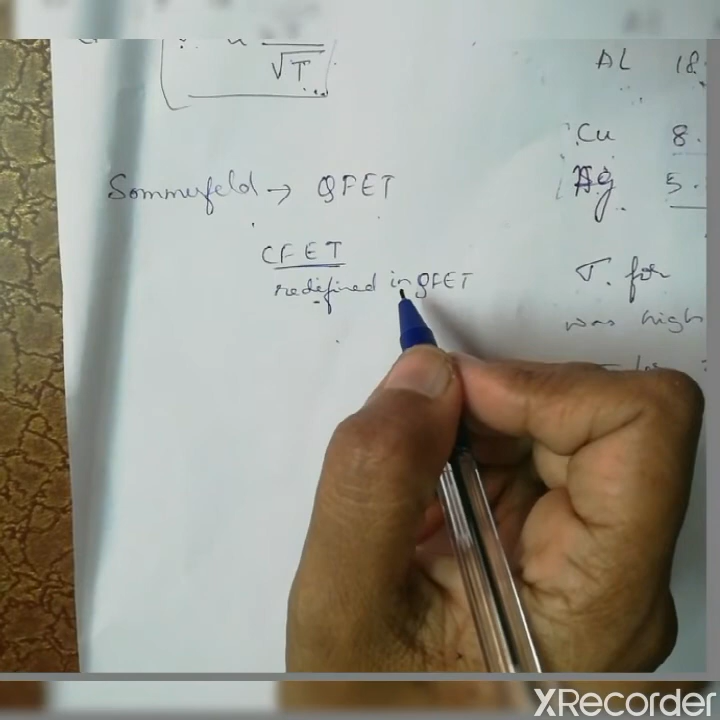 √T
AL 18.
Cu 8.
Ag 5.
Sommerfeld → QFET
CFET
redefined in QFET
σ. for
was high
XRecorder